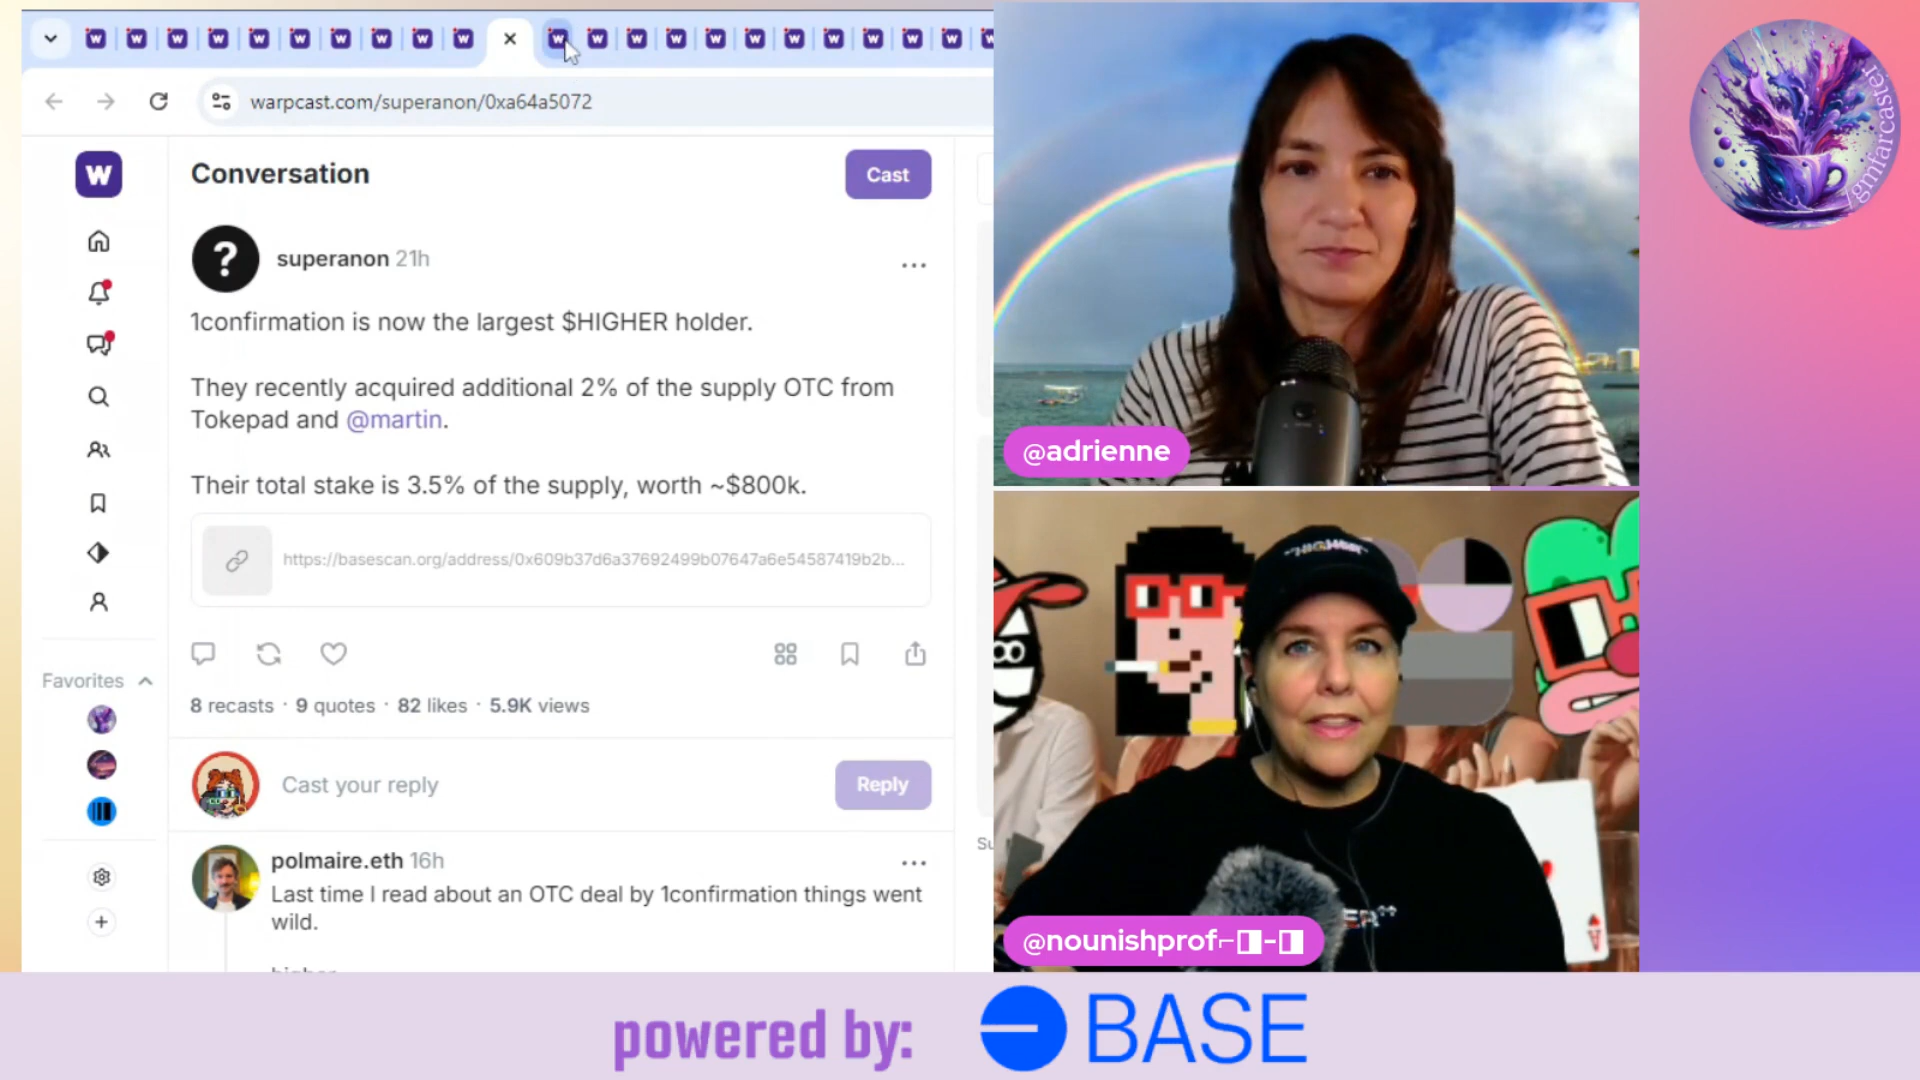 warpcast.com/superanon/0xa64a5072
W
Conversation
Cast
?
superanon 21h
1confirmation is now the largest $HIGHER holder.
They recently acquired additional 2% of the supply OTC from
Tokepad and @martin.
Their total stake is 3.5% of the supply, worth ~$800k.
https://basescan.org/address/0x609b37d6a37692499b07647a6e54587419b2b...
8 recasts · 9 quotes · 82 likes · 5.9K views
Favorites
Cast your reply
Reply
polmaire.eth 16h
Last time I read about an OTC deal by 1confirmation things went
wild.
@adrienne
"HIGHER"
A
@nounishprof
/gmfarcaster
powered by:
BASE